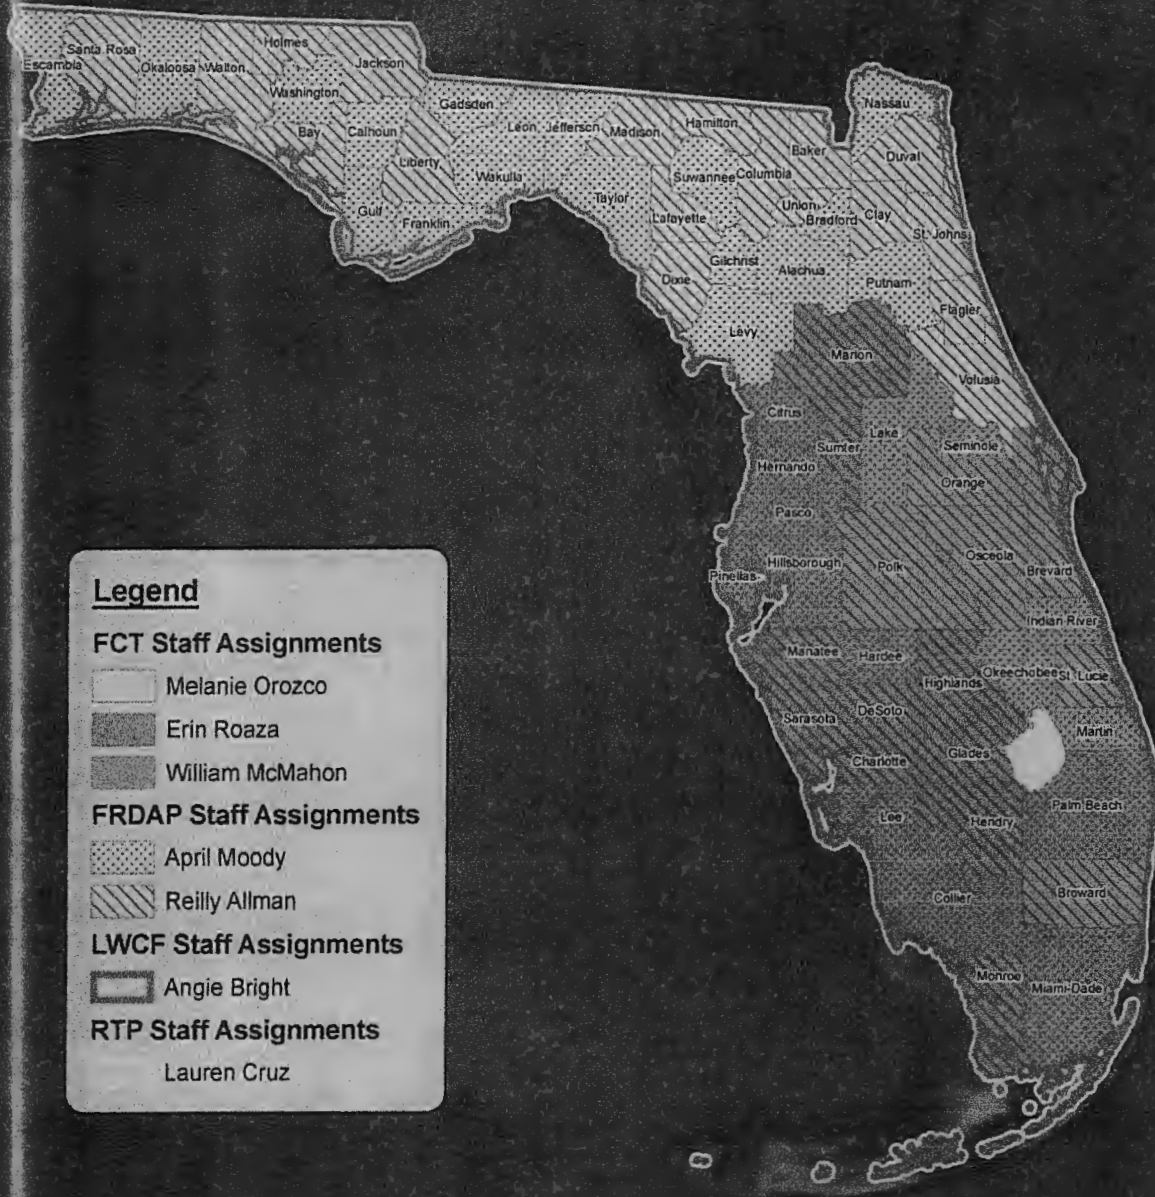 Santa Rosa
Holmes
Escambia
Okaloosa
Walton
Jackson
Washington
Nassau
Gadsden
Hamilton
Bay
Calhoun
Leon
Jefferson
Madison
Baker
Duval
Liberty
Wakulla
Suwannee
Columbia
Taylor
Union
Gulf
Franklin
Lafayette
Bradford
Clay
St. Johns
Gilchrist
Alachua
Dixie
Putnam
Flagler
Levy
Marion
Volusia
Citrus
Lake
Sumter
Seminole
Hernando
Orange
Pasco
Pinellas
Hillsborough
Polk
Osceola
Brevard
Indian River
Manatee
Hardee
Highlands
Okeechobee
St. Lucie
Sarasota
DeSoto
Martin
Charlotte
Glades
Lee
Hendry
Palm Beach
Collier
Broward
Monroe
Miami-Dade
Legend
FCT Staff Assignments
Melanie Orozco
Erin Roaza
William McMahon
FRDAP Staff Assignments
April Moody
Reilly Allman
LWCF Staff Assignments
Angie Bright
RTP Staff Assignments
Lauren Cruz